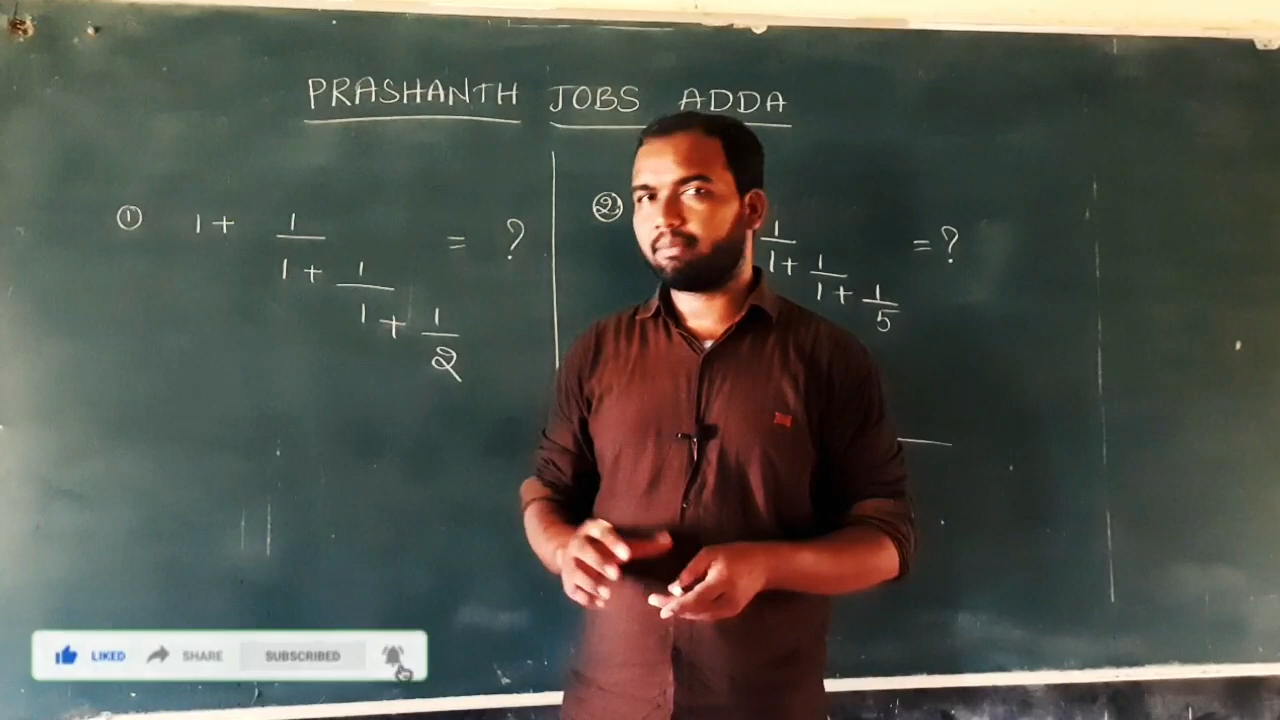 PRASHANTH JOBS ADDA
① 1 + 1/(1 + 1/(1 + 1/2)) = ?
② 1/(1 + 1/(1 + 1/5)) = ?
LIKED SHARE SUBSCRIBED